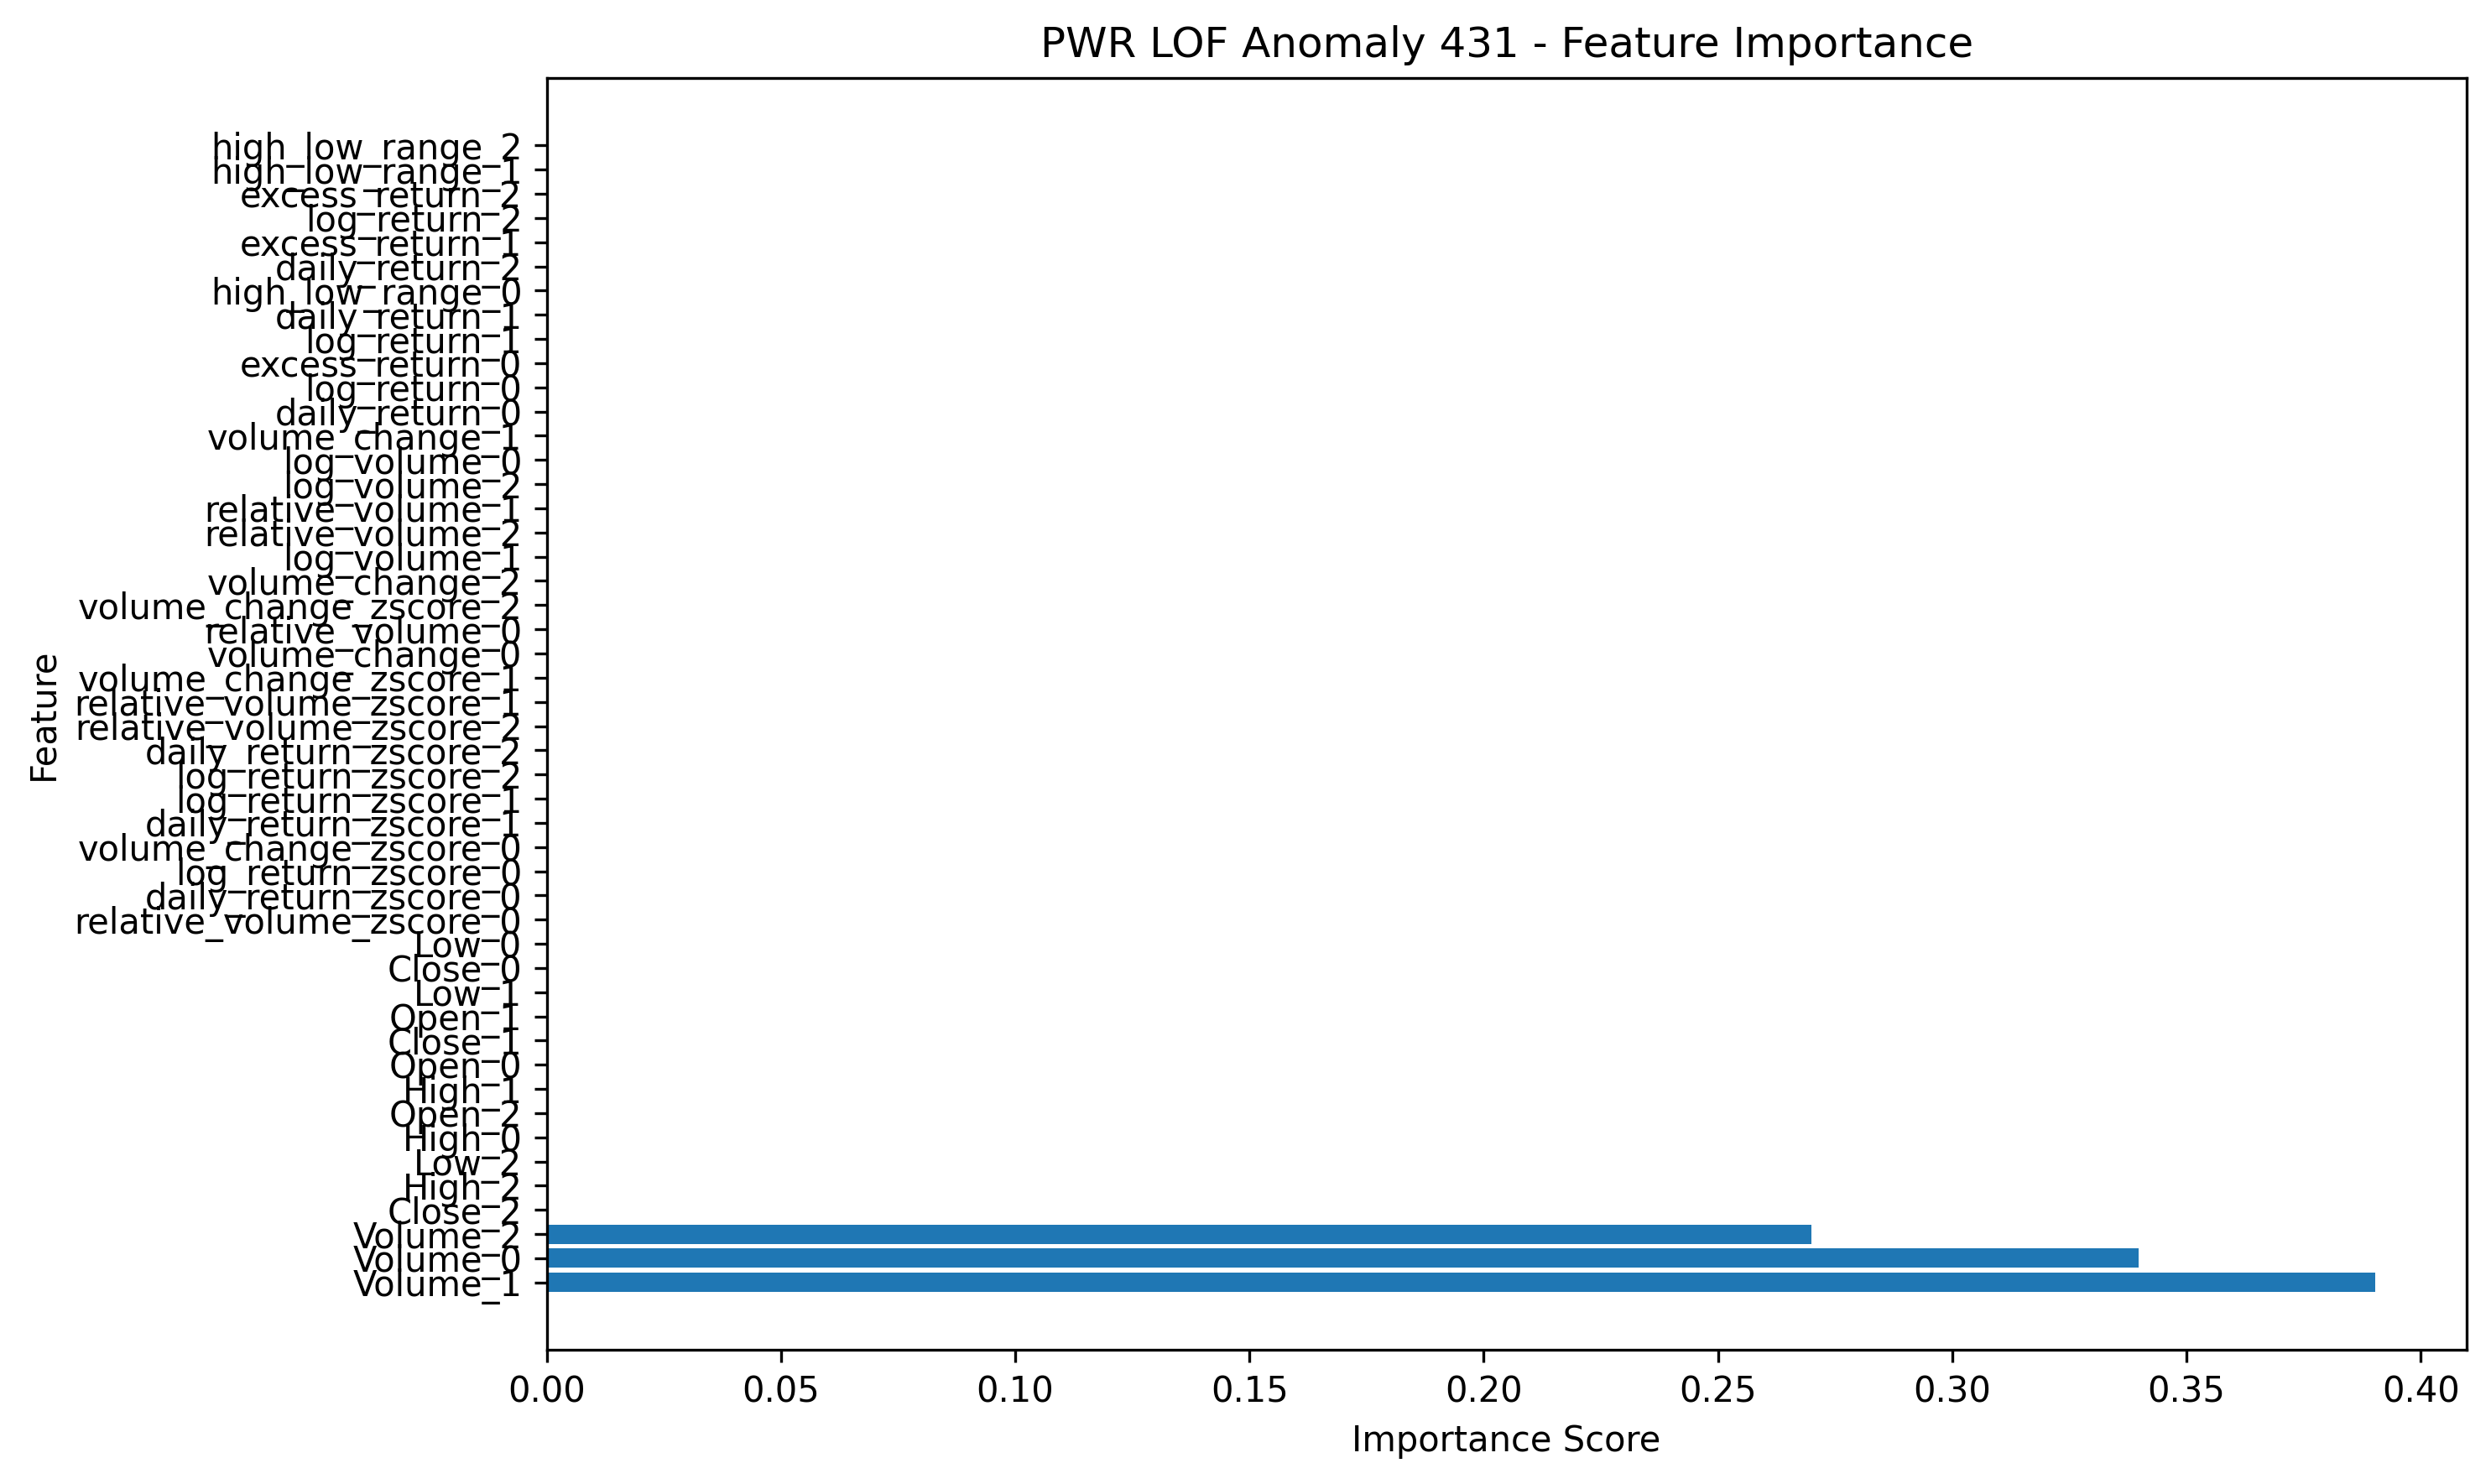 PWR LOF Anomaly 431 - Feature Importance
high_low_range_2
high_low_range_1
excess_return_2
log_return_2
excess_return_1
daily_return_2
high_low_range_0
daily_return_1
log_return_1
excess_return_0
log_return_0
daily_return_0
volume_change_1
log_volume_0
log_volume_2
relative_volume_1
relative_volume_2
log_volume_1
volume_change_2
volume_change_zscore_2
relative_volume_0
volume_change_0
volume_change_zscore_1
relative_volume_zscore_1
relative_volume_zscore_2
daily_return_zscore_2
log_return_zscore_2
log_return_zscore_1
daily_return_zscore_1
volume_change_zscore_0
log_return_zscore_0
daily_return_zscore_0
relative_volume_zscore_0
Low_0
Close_0
Low_1
Open_1
Close_1
Open_0
High_1
Open_2
High_0
Low_2
High_2
Close_2
Volume_2
Volume_0
Volume_1
Feature
0.00 0.05 0.10 0.15 0.20 0.25 0.30 0.35 0.40
Importance Score